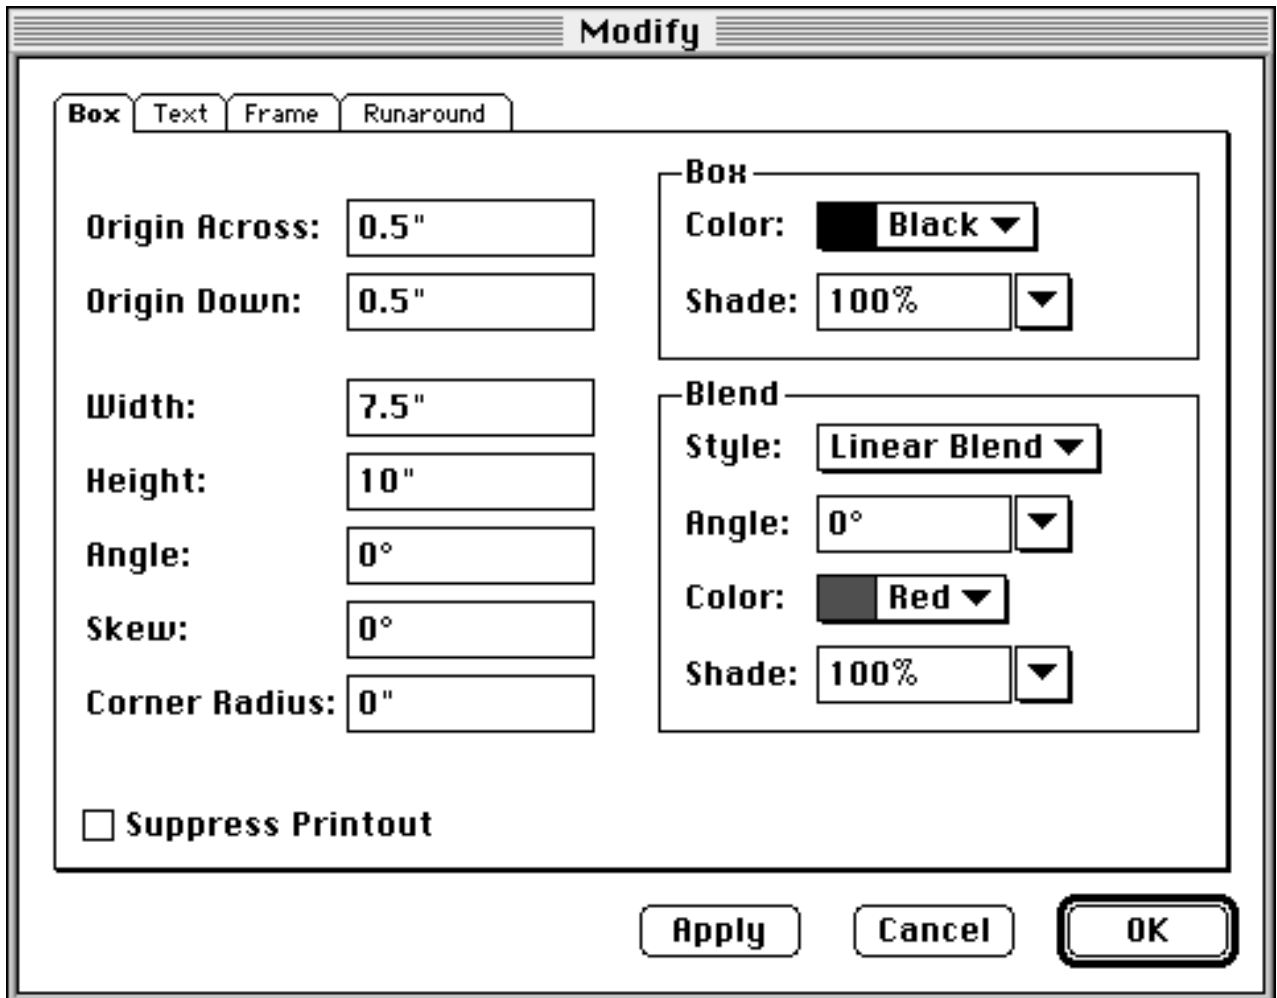 Modify
Box Text Frame Runaround
Origin Across: 0.5"
Origin Down: 0.5"
Width: 7.5"
Height: 10"
Angle: 0°
Skew: 0°
Corner Radius: 0"
Suppress Printout
Box
Color: Black
Shade: 100%
Blend
Style: Linear Blend
Angle: 0°
Color: Red
Shade: 100%
Apply Cancel OK